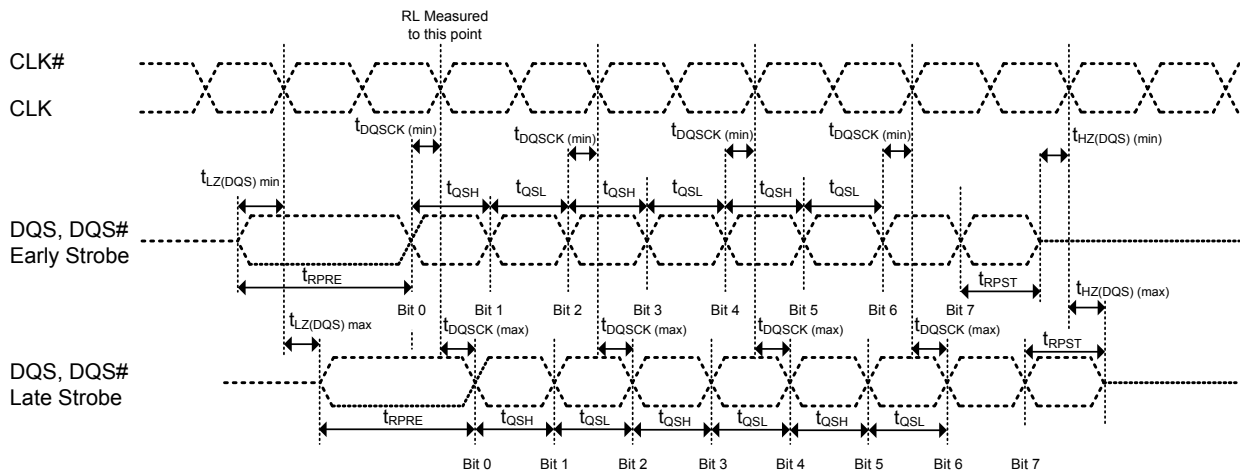 RL Measured
to this point
CLK#
CLK
tDQSCK (min) tDQSCK (min) tDQSCK (min) tDQSCK (min) tHZ(DQS) (min)
tLZ(DQS) min
tQSH tQSL tQSH tQSL tQSH tQSL
DQS, DQS#
Early Strobe
tRPRE tRPST tHZ(DQS) (max)
Bit 0 Bit 1 Bit 2 Bit 3 Bit 4 Bit 5 Bit 6 Bit 7
tLZ(DQS) max tDQSCK (max) tDQSCK (max) tDQSCK (max) tDQSCK (max)
tRPST
DQS, DQS#
Late Strobe
tRPRE tQSH tQSL tQSH tQSL tQSH tQSL
Bit 0 Bit 1 Bit 2 Bit 3 Bit 4 Bit 5 Bit 6 Bit 7